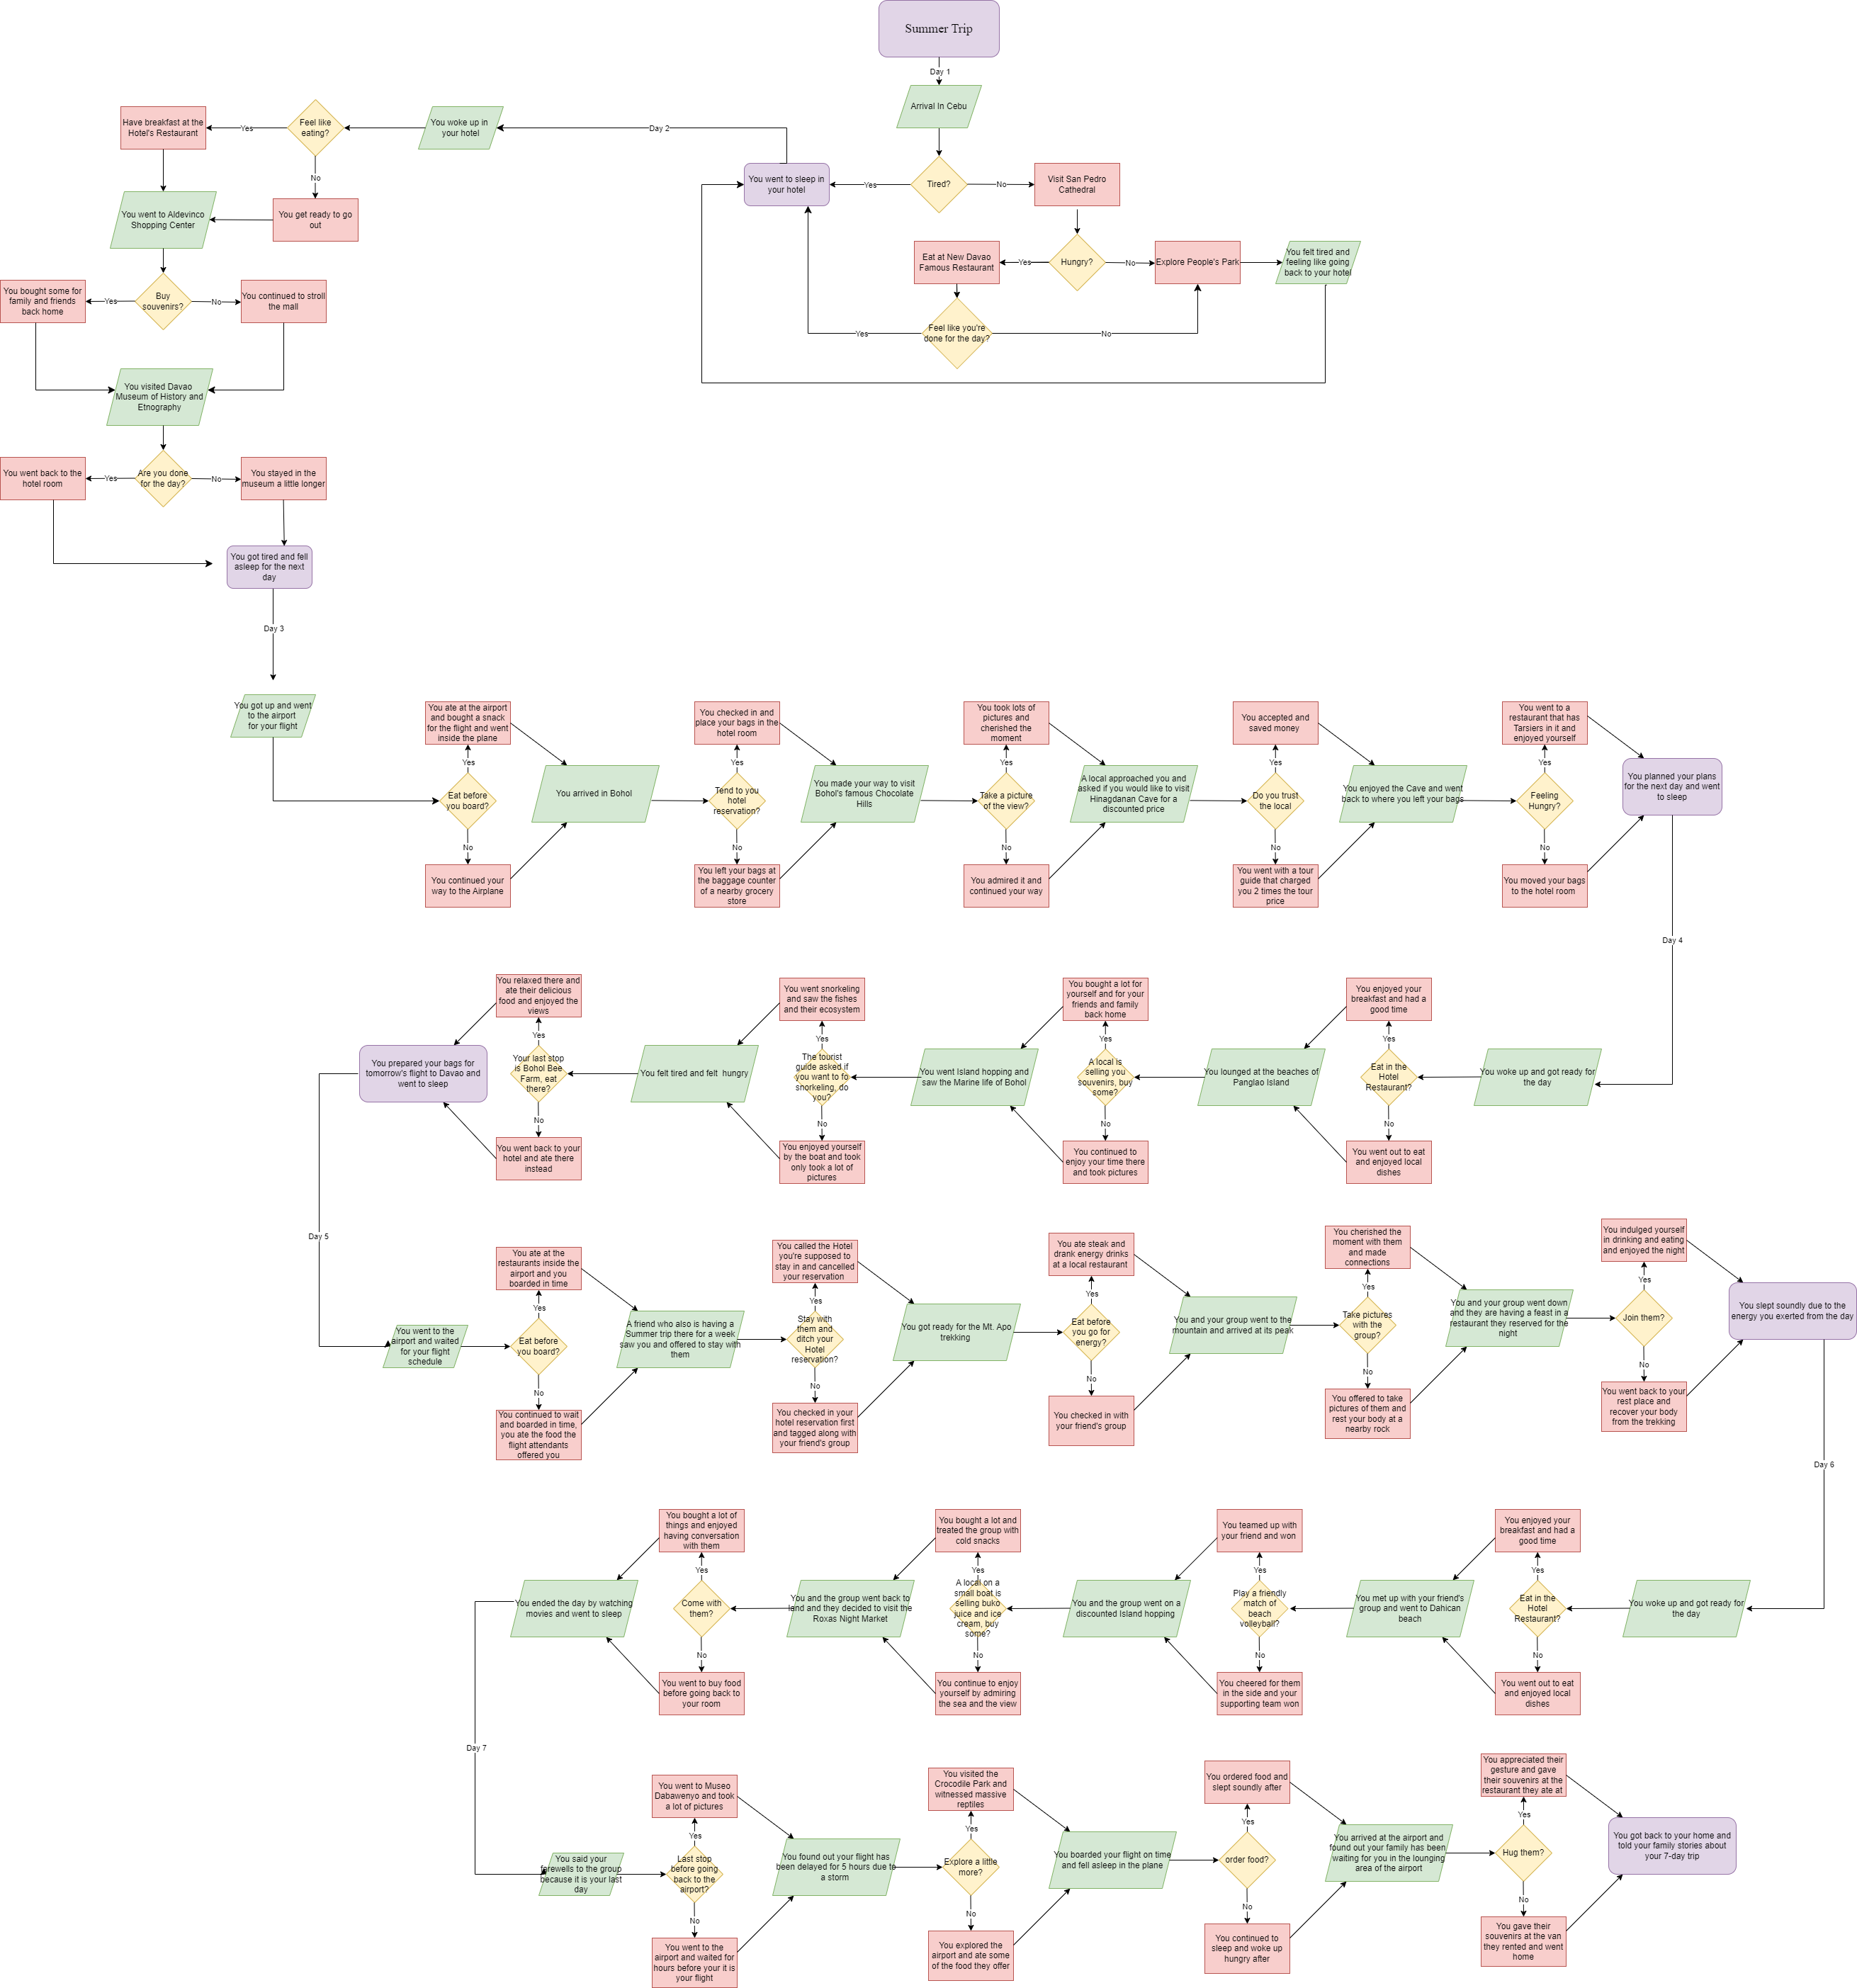 Summer Trip
Day 1
Arrival In Cebu
Tired?
Yes
No
You went to sleep in
your hotel
Visit San Pedro
Cathedral
Hungry?
Yes
No
Eat at New Davao
Famous Restaurant
Explore People's Park
You felt tired and
feeling like going
back to your hotel
Feel like you're
done for the day?
Yes
No
Day 2
You woke up in
your hotel
Feel like
eating?
Yes
No
Have breakfast at the
Hotel's Restaurant
You get ready to go
out
You went to Aldevinco
Shopping Center
Buy
souvenirs?
Yes
No
You bought some for
family and friends
back home
You continued to stroll
the mall
You visited Davao
Museum of History and
Etnography
Are you done
for the day?
Yes
No
You went back to the
hotel room
You stayed in the
museum a little longer
You got tired and fell
asleep for the next
day
Day 3
You got up and went
to the airport
for your flight
Eat before
you board?
Yes
No
You ate at the airport
and bought a snack
for the flight and went
inside the plane
You continued your
way to the Airplane
You arrived in Bohol
Tend to you
hotel
reservation?
Yes
No
You checked in and
place your bags in the
hotel room
You left your bags at
the baggage counter
of a nearby grocery
store
You made your way to visit
Bohol's famous Chocolate
Hills
Take a picture
of the view?
Yes
No
You took lots of
pictures and
cherished the
moment
You admired it and
continued your way
A local approached you and
asked if you would like to visit
Hinagdanan Cave for a
discounted price
Do you trust
the local
Yes
No
You accepted and
saved money
You went with a tour
guide that charged
you 2 times the tour
price
You enjoyed the Cave and went
back to where you left your bags
Feeling
Hungry?
Yes
No
You went to a
restaurant that has
Tarsiers in it and
enjoyed yourself
You moved your bags
to the hotel room
You planned your plans
for the next day and went
to sleep
Day 4
You woke up and got ready for
the day
Eat in the
Hotel
Restaurant?
Yes
No
You enjoyed your
breakfast and had a
good time
You went out to eat
and enjoyed local
dishes
You lounged at the beaches of
Panglao Island
A local is
selling you
souvenirs, buy
some?
Yes
No
You bought a lot for
yourself and for your
friends and family
back home
You continued to
enjoy your time there
and took pictures
You went Island hopping and
saw the Marine life of Bohol
The tourist
guide asked if
you want to fo
snorkeling, do
you?
Yes
No
You went snorkeling
and saw the fishes
and their ecosystem
You enjoyed yourself
by the boat and took
only took a lot of
pictures
You felt tired and felt hungry
Your last stop
is Bohol Bee
Farm, eat
there?
Yes
No
You relaxed there and
ate their delicious
food and enjoyed the
views
You went back to your
hotel and ate there
instead
You prepared your bags for
tomorrow's flight to Davao and
went to sleep
Day 5
You went to the
airport and waited
for your flight
schedule
Eat before
you board?
Yes
No
You ate at the
restaurants inside the
airport and you
boarded in time
You continued to wait
and boarded in time,
you ate the food the
flight attendants
offered you
A friend who also is having a
Summer trip there for a week
saw you and offered to stay with
them
Stay with
them and
ditch your
Hotel
reservation?
Yes
No
You called the Hotel
you're supposed to
stay in and cancelled
your reservation
You checked in your
hotel reservation first
and tagged along with
your friend's group
You got ready for the Mt. Apo
trekking
Eat before
you go for
energy?
Yes
No
You ate steak and
drank energy drinks
at a local restaurant
You checked in with
your friend's group
You and your group went to the
mountain and arrived at its peak
Take pictures
with the
group?
Yes
No
You cherished the
moment with them
and made
connections
You offered to take
pictures of them and
rest your body at a
nearby rock
You and your group went down
and they are having a feast in a
restaurant they reserved for the
night
Join them?
Yes
No
You indulged yourself
in drinking and eating
and enjoyed the night
You went back to your
rest place and
recover your body
from the trekking
You slept soundly due to the
energy you exerted from the day
Day 6
You woke up and got ready for
the day
Eat in the
Hotel
Restaurant?
Yes
No
You enjoyed your
breakfast and had a
good time
You went out to eat
and enjoyed local
dishes
You met up with your friend's
group and went to Dahican
beach
Play a friendly
match of
beach
volleyball?
Yes
No
You teamed up with
your friend and won
You cheered for them
in the side and your
supporting team won
You and the group went on a
discounted Island hopping
A local on a
small boat is
selling buko
juice and ice
cream, buy
some?
Yes
No
You bought a lot and
treated the group with
cold snacks
You continue to enjoy
yourself by admiring
the sea and the view
You and the group went back to
land and they decided to visit the
Roxas Night Market
Come with
them?
Yes
No
You bought a lot of
things and enjoyed
having conversation
with them
You went to buy food
before going back to
your room
You ended the day by watching
movies and went to sleep
Day 7
You said your
farewells to the group
because it is your last
day
Last stop
before going
back to the
airport?
Yes
No
You went to Museo
Dabawenyo and took
a lot of pictures
You went to the
airport and waited for
hours before your it is
your flight
You found out your flight has
been delayed for 5 hours due to
a storm
Explore a little
more?
Yes
No
You visited the
Crocodile Park and
witnessed massive
reptiles
You explored the
airport and ate some
of the food they offer
You boarded your flight on time
and fell asleep in the plane
order food?
Yes
No
You ordered food and
slept soundly after
You continued to
sleep and woke up
hungry after
You arrived at the airport and
found out your family has been
waiting for you in the lounging
area of the airport
Hug them?
Yes
No
You appreciated their
gesture and gave
their souvenirs at the
restaurant they ate at
You gave their
souvenirs at the van
they rented and went
home
You got back to your home and
told your family stories about
your 7-day trip